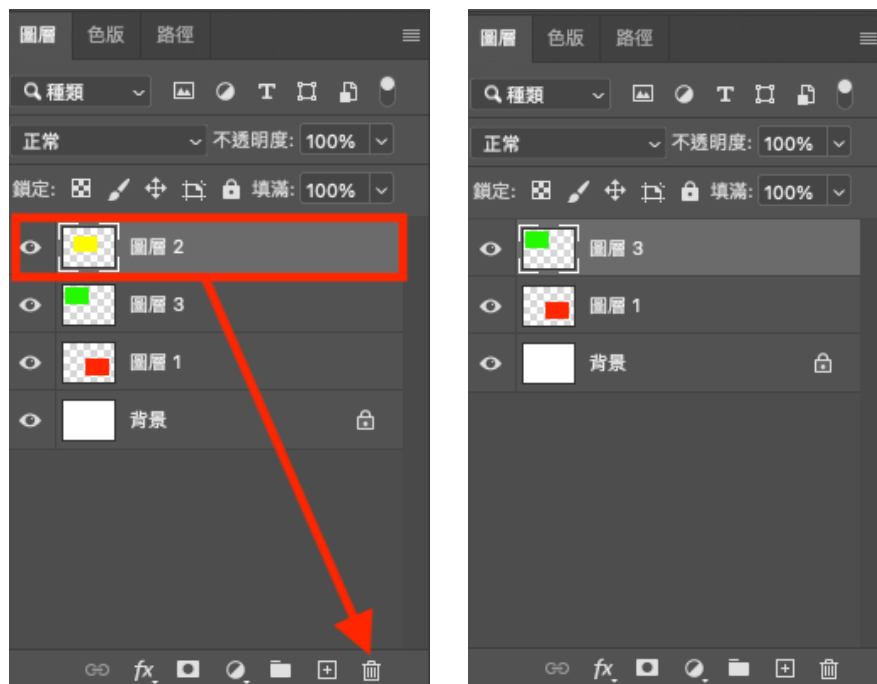 圖層 色版 路徑
種類 T
正常 不透明度: 100%
鎖定: 填滿: 100%
圖層 2
圖層 3
圖層 1
背景
fx
圖層 色版 路徑
種類 T
正常 不透明度: 100%
鎖定: 填滿: 100%
圖層 3
圖層 1
背景
fx